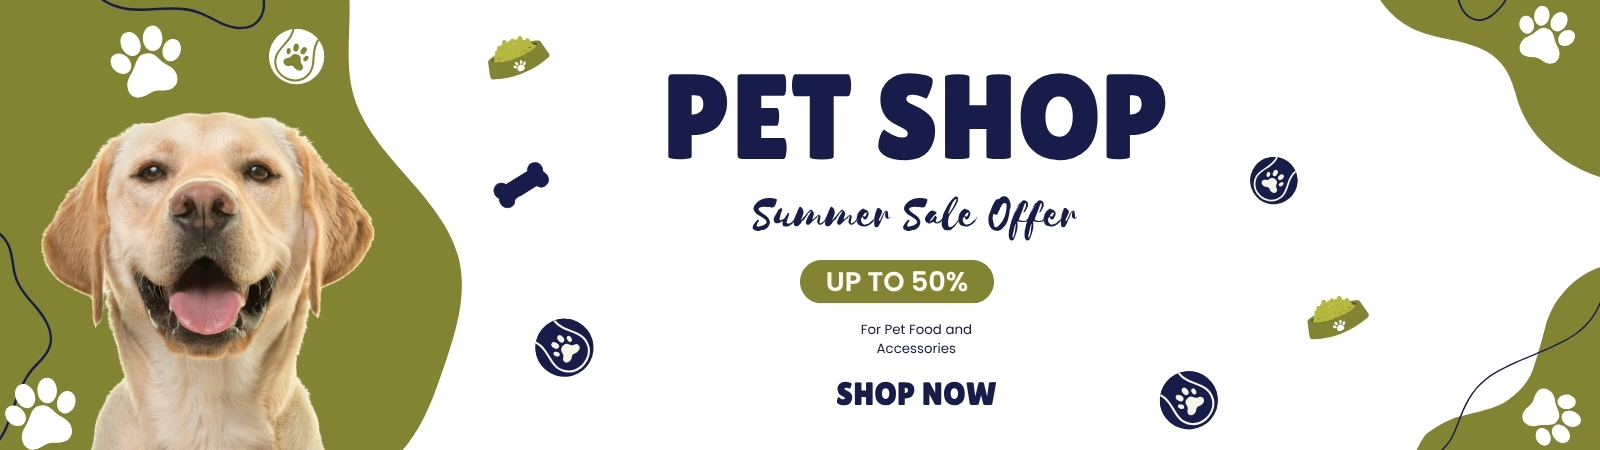 PET SHOP
Summer Sale Offer
UP TO 50%
For Pet Food and
Accessories
SHOP NOW